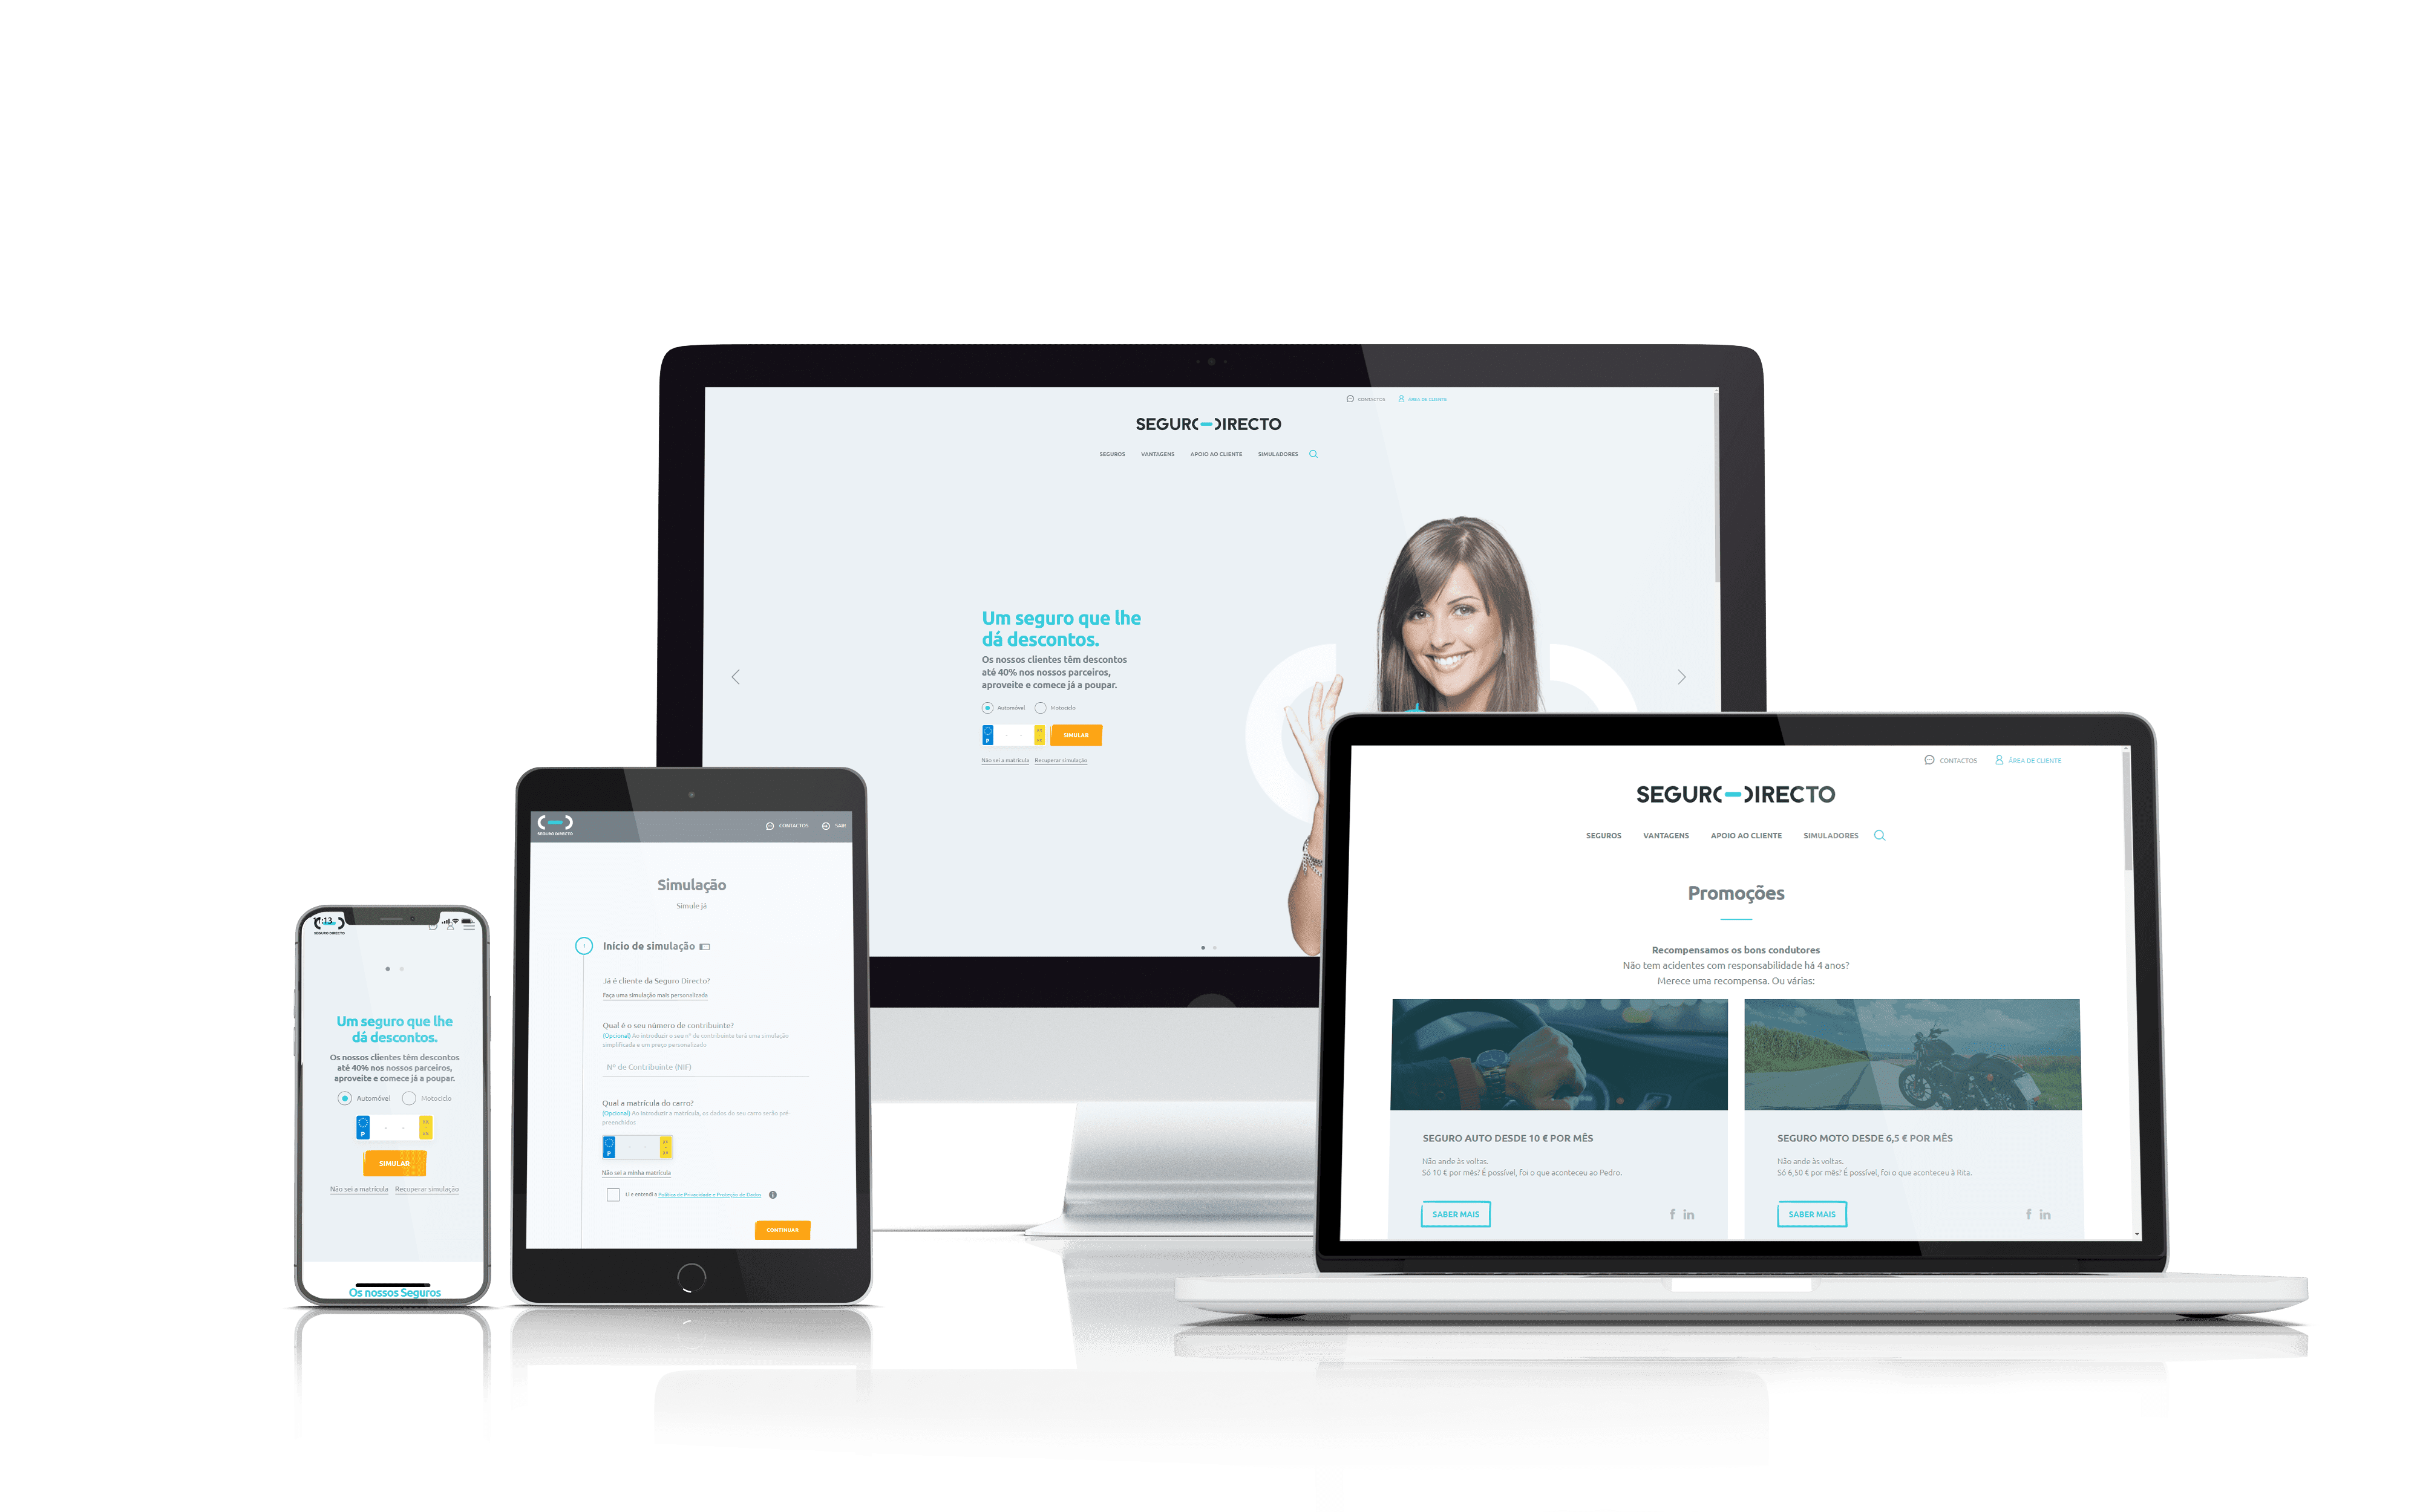 CONTACTOS ÁREA DE CLIENTE
SEGURO DIRECTO
SEGUROS VANTAGENS APOIO AO CLIENTE SIMULADORES
Um seguro que lhe
dá descontos.
Os nossos clientes têm descontos
até 40% nos nossos parceiros,
aproveite e comece já a poupar.
Automóvel Motociclo
P
SIMULAR
Não sei a matrícula Recuperar simulação
CONTACTOS ÁREA DE CLIENTE
SEGURO DIRECTO
SEGUROS VANTAGENS APOIO AO CLIENTE SIMULADORES
Promoções
Recompensamos os bons condutores
Não tem acidentes com responsabilidade há 4 anos?
Merece uma recompensa. Ou várias:
SEGURO AUTO DESDE 10 € POR MÊS
Não ande às voltas.
Só 10 € por mês? É possível, foi o que aconteceu ao Pedro.
SABER MAIS
f in
SEGURO MOTO DESDE 6,5 € POR MÊS
Não ande às voltas.
Só 6,50 € por mês? É possível, foi o que aconteceu à Rita.
SABER MAIS
f in
SEGURO DIRECTO
CONTACTOS SAIR
Simulação
Simule já
1
Início de simulação
Já é cliente da Seguro Directo?
Faça uma simulação mais personalizada
Qual é o seu número de contribuinte?
(Opcional) Ao introduzir o seu nº de contribuinte terá uma simulação
simplificada e um preço personalizado
Nº de Contribuinte (NIF)
Qual a matrícula do carro?
(Opcional) Ao introduzir a matrícula, os dados do seu carro serão pré-
preenchidos
P
Não sei a minha matrícula
Li e entendi a Política de Privacidade e Proteção de Dados
CONTINUAR
SEGURO DIRECTO
Um seguro que lhe
dá descontos.
Os nossos clientes têm descontos
até 40% nos nossos parceiros,
aproveite e comece já a poupar.
Automóvel Motociclo
P
SIMULAR
Não sei a matrícula Recuperar simulação
Os nossos Seguros